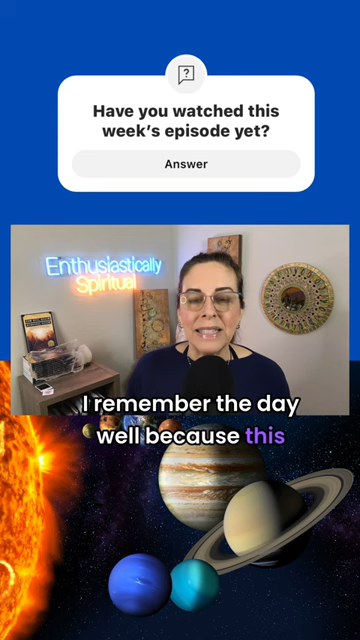 Have you watched this
week's episode yet?
Answer
Enthusiastically
Spiritual
I remember the day
well because this